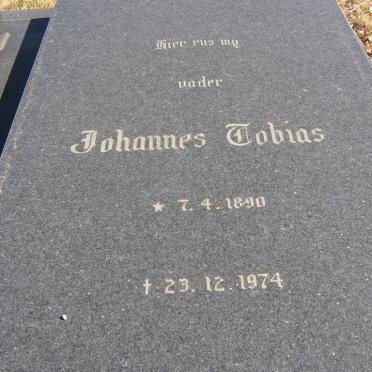 Hier rus my
vader
Johannes Tobias
★ 7. 4. 1890
† 23. 12. 1974